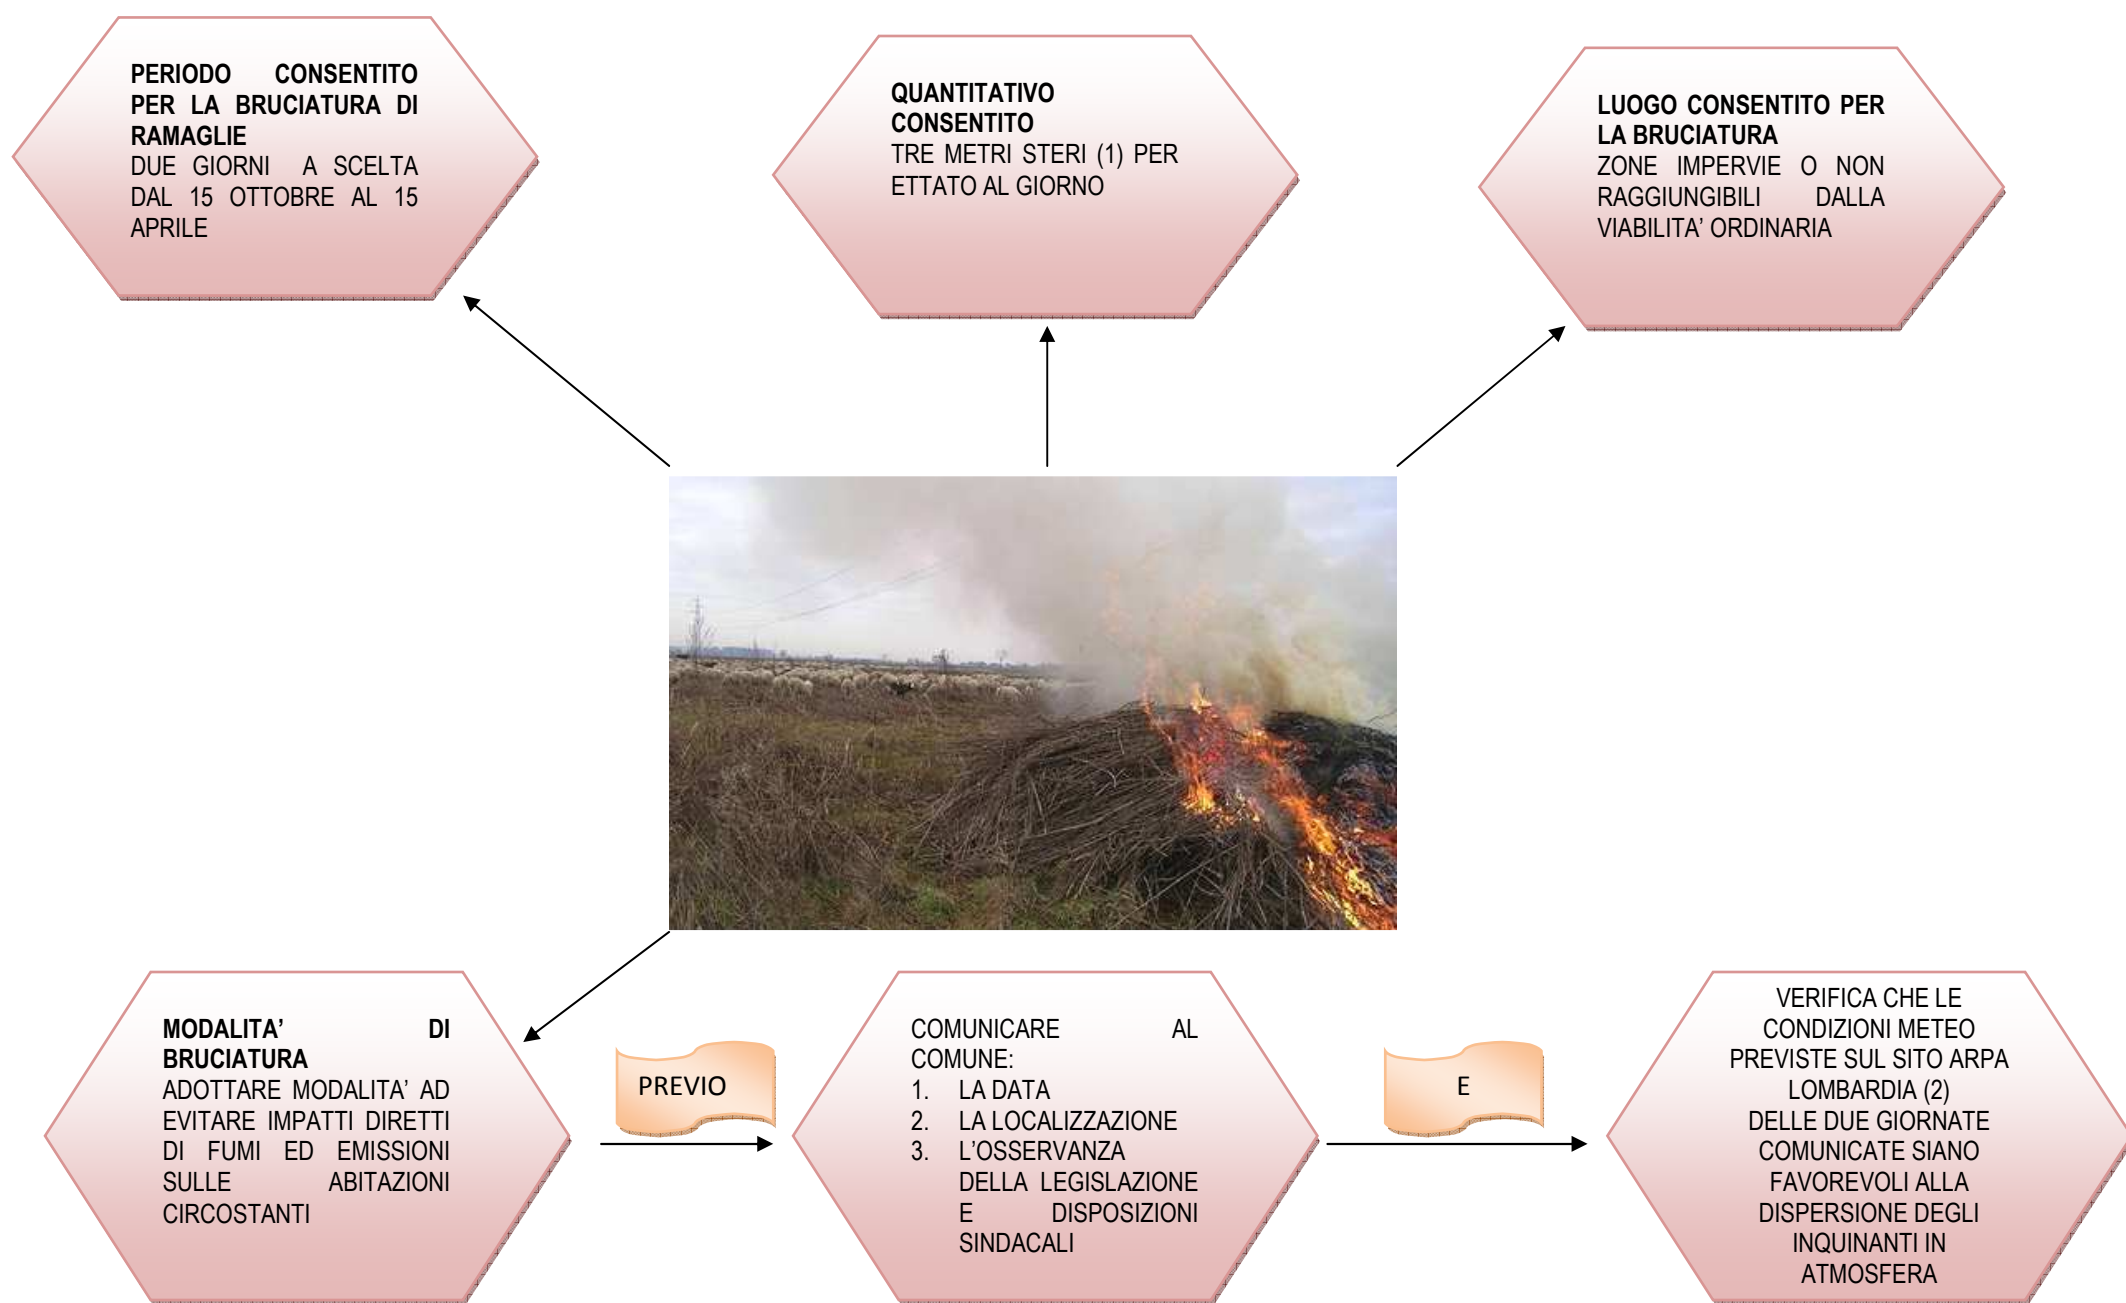 PERIODO CONSENTITO
PER LA BRUCIATURA DI
RAMAGLIE
DUE GIORNI A SCELTA
DAL 15 OTTOBRE AL 15
APRILE
QUANTITATIVO
CONSENTITO
TRE METRI STERI (1) PER
ETTATO AL GIORNO
LUOGO CONSENTITO PER
LA BRUCIATURA
ZONE IMPERVIE O NON
RAGGIUNGIBILI DALLA
VIABILITA’ ORDINARIA
MODALITA’ DI
BRUCIATURA
ADOTTARE MODALITA’ AD
EVITARE IMPATTI DIRETTI
DI FUMI ED EMISSIONI
SULLE ABITAZIONI
CIRCOSTANTI
PREVIO
COMUNICARE AL
COMUNE:
1. LA DATA
2. LA LOCALIZZAZIONE
3. L’OSSERVANZA
DELLA LEGISLAZIONE
E DISPOSIZIONI
SINDACALI
E
VERIFICA CHE LE
CONDIZIONI METEO
PREVISTE SUL SITO ARPA
LOMBARDIA (2)
DELLE DUE GIORNATE
COMUNICATE SIANO
FAVOREVOLI ALLA
DISPERSIONE DEGLI
INQUINANTI IN
ATMOSFERA